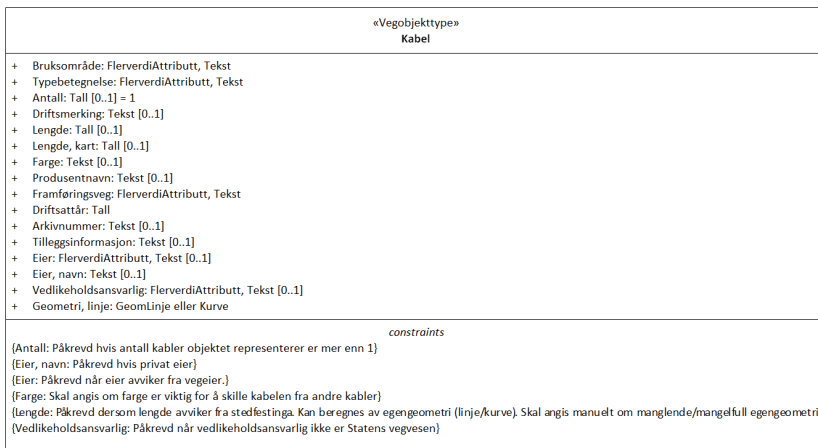 «Vegobjekttype»
Kabel
+ Bruksområde: FlerverdiAttributt, Tekst
+ Typebetegnelse: FlerverdiAttributt, Tekst
+ Antall: Tall [0..1] = 1
+ Driftsmerking: Tekst [0..1]
+ Lengde: Tall [0..1]
+ Lengde, kart: Tall [0..1]
+ Farge: Tekst [0..1]
+ Produsentnavn: Tekst [0..1]
+ Framføringsveg: FlerverdiAttributt, Tekst
+ Driftsattår: Tall
+ Arkivnummer: Tekst [0..1]
+ Tilleggsinformasjon: Tekst [0..1]
+ Eier: FlerverdiAttributt, Tekst [0..1]
+ Eier, navn: Tekst [0..1]
+ Vedlikeholdsansvarlig: FlerverdiAttributt, Tekst [0..1]
+ Geometri, linje: GeomLinje eller Kurve
constraints
{Antall: Påkrevd hvis antall kabler objektet representerer er mer enn 1}
{Eier, navn: Påkrevd hvis privat eier}
{Eier: Påkrevd når eier avviker fra vegeier.}
{Farge: Skal angis om farge er viktig for å skille kabelen fra andre kabler}
{Lengde: Påkrevd dersom lengde avviker fra stedfestinga. Kan beregnes av egengeometri (linje/kurve). Skal angis manuelt om manglende/mangelfull egengeometri
{Vedlikeholdsansvarlig: Påkrevd når vedlikeholdsansvarlig ikke er Statens vegvesen}